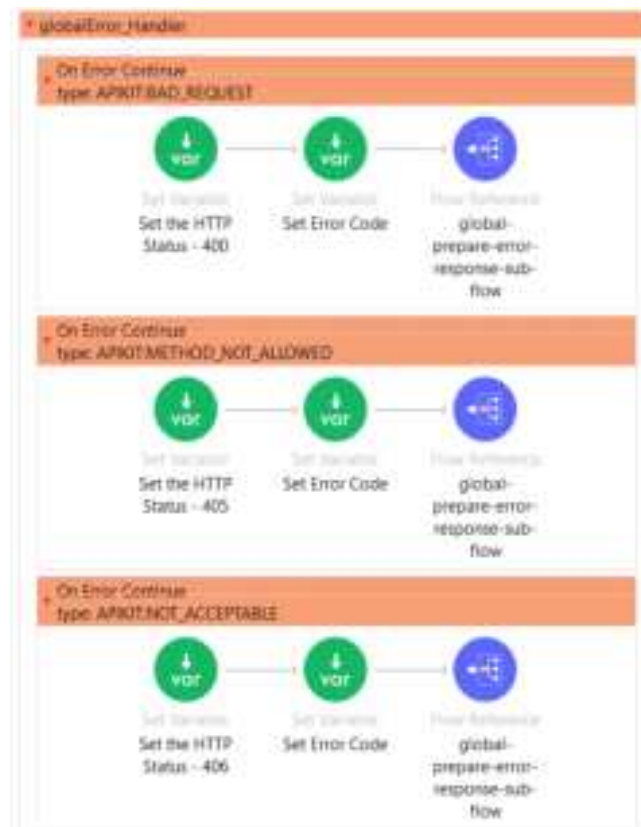 globalError_Handler
On Error Continue
type: APIKIT:BAD_REQUEST
var
var
Set Variable
Set Variable
Flow Reference
Set the HTTP
Status - 400
Set Error Code
global-
prepare-error-
response-sub-
flow
On Error Continue
type: APIKIT:METHOD_NOT_ALLOWED
var
var
Set Variable
Set Variable
Flow Reference
Set the HTTP
Status - 405
Set Error Code
global-
prepare-error-
response-sub-
flow
On Error Continue
type: APIKIT:NOT_ACCEPTABLE
var
var
Set Variable
Set Variable
Flow Reference
Set the HTTP
Status - 406
Set Error Code
global-
prepare-error-
response-sub-
flow